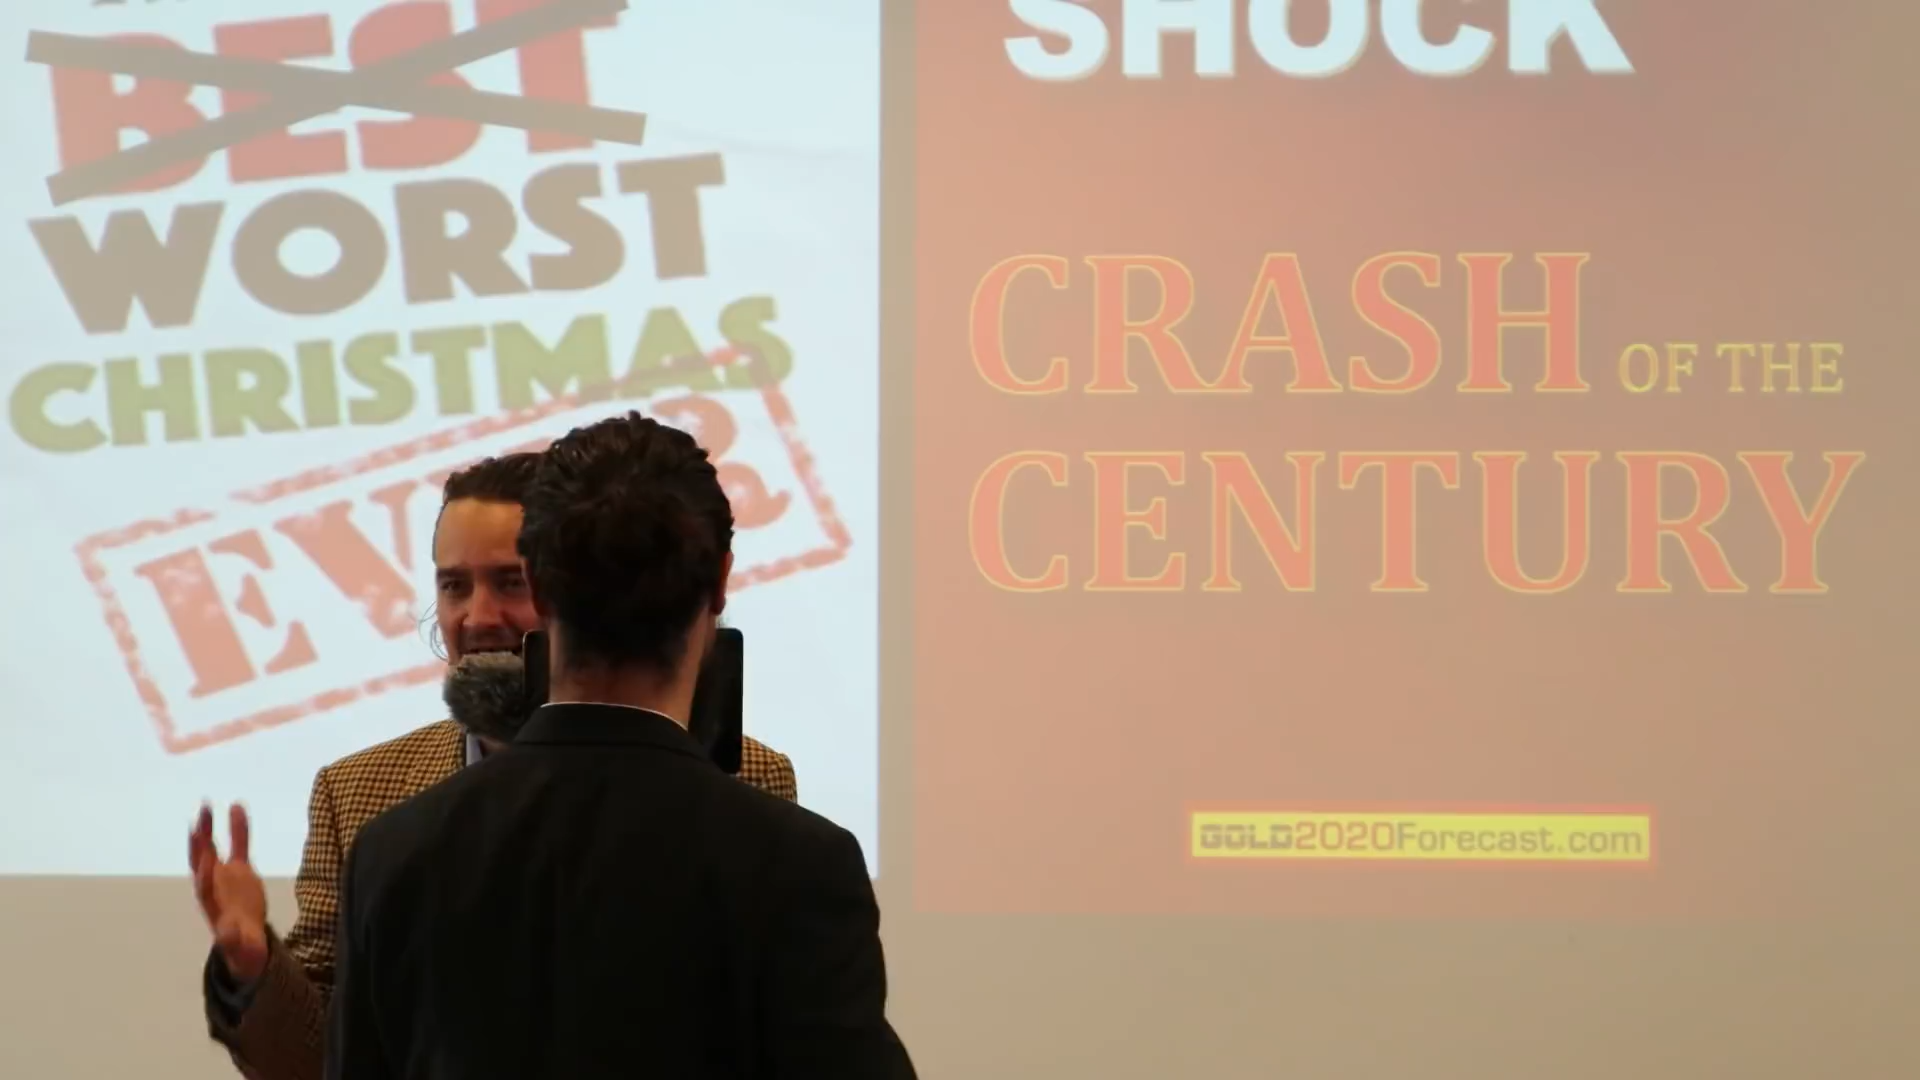 BEST
WORST
CHRISTMAS
SHOCK
CRASH OF THE
CENTURY
GOLD2020Forecast.com